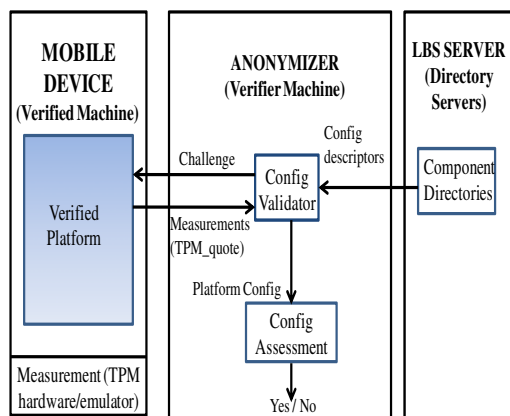 MOBILE
DEVICE
(Verified Machine)
Verified
Platform
Measurement (TPM
hardware/emulator)
ANONYMIZER
(Verifier Machine)
Challenge
Measurements
(TPM_quote)
Config
descriptors
Config
Validator
Platform Config
Config
Assessment
Yes / No
LBS SERVER
(Directory
Servers)
Component
Directories